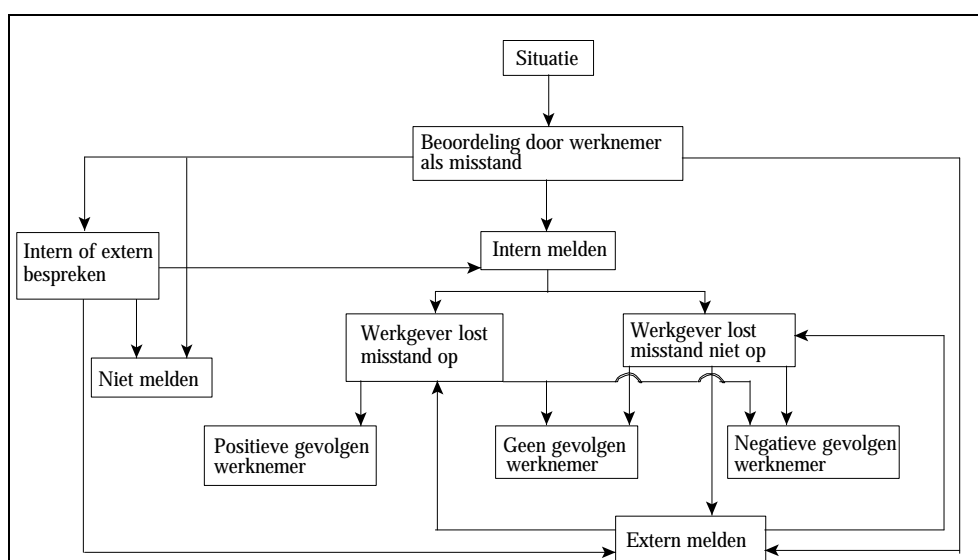 Situatie
Beoordeling door werknemer
als misstand
Intern of extern
bespreken
Intern melden
Werkgever lost
misstand op
Werkgever lost
misstand niet op
Niet melden
Positieve gevolgen
werknemer
Geen gevolgen
werknemer
Negatieve gevolgen
werknemer
Extern melden